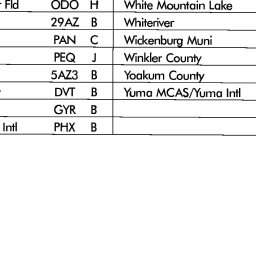 Fld ODO H White Mountain Lake
29AZ B Whiteriver
PAN C Wickenburg Muni
PEQ J Winkler County
5AZ3 B Yoakum County
DVT B Yuma MCAS/Yuma Intl
GYR B
Intl PHX B